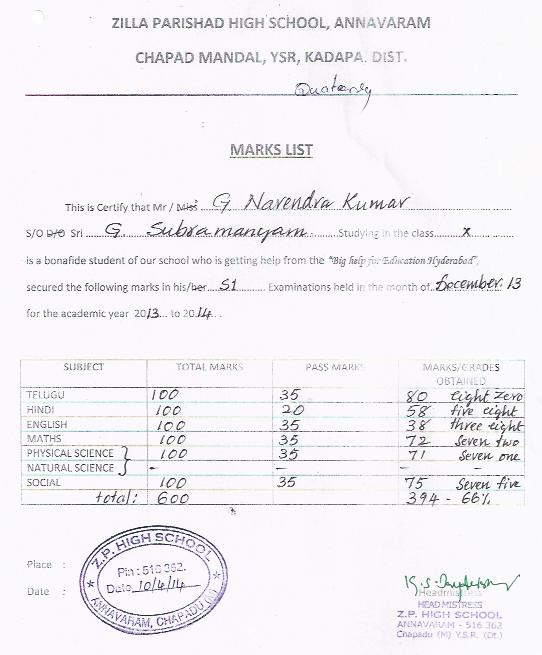 ZILLA PARISHAD HIGH SCHOOL, ANNAVARAM
CHAPAD MANDAL, YSR, KADAPA. DIST.
Quaterly
MARKS LIST
This is Certify that Mr / Miss G Narendra Kumar
S/O D/O Sri G. Subramanyam Studying in the class X
is a bonafide student of our school who is getting help from the "Big help for Education Hyderabad",
secured the following marks in his/her S1 Examinations held in the month of December. 13
for the academic year 2013 to 2014
SUBJECT TOTAL MARKS PASS MARKS MARKS/GRADES OBTAINED
TELUGU 100 35 80 eight zero
HINDI 100 20 58 five eight
ENGLISH 100 35 38 three eight
MATHS 100 35 72 seven two
PHYSICAL SCIENCE } 100 35 71 seven one
NATURAL SCIENCE } - - - -
SOCIAL 100 35 75 seven five
total: 600 394 - 66%
Place :
Date :
Z.P. HIGH SCHOOL
Pin : 516 362.
Date 10/4/14
ANNAVARAM, CHAPADU (M)
Headmistress
HEADMISTRESS
Z.P. HIGH SCHOOL
ANNAVARAM - 516 362
Chapadu (M) Y.S.R. (Dt.)